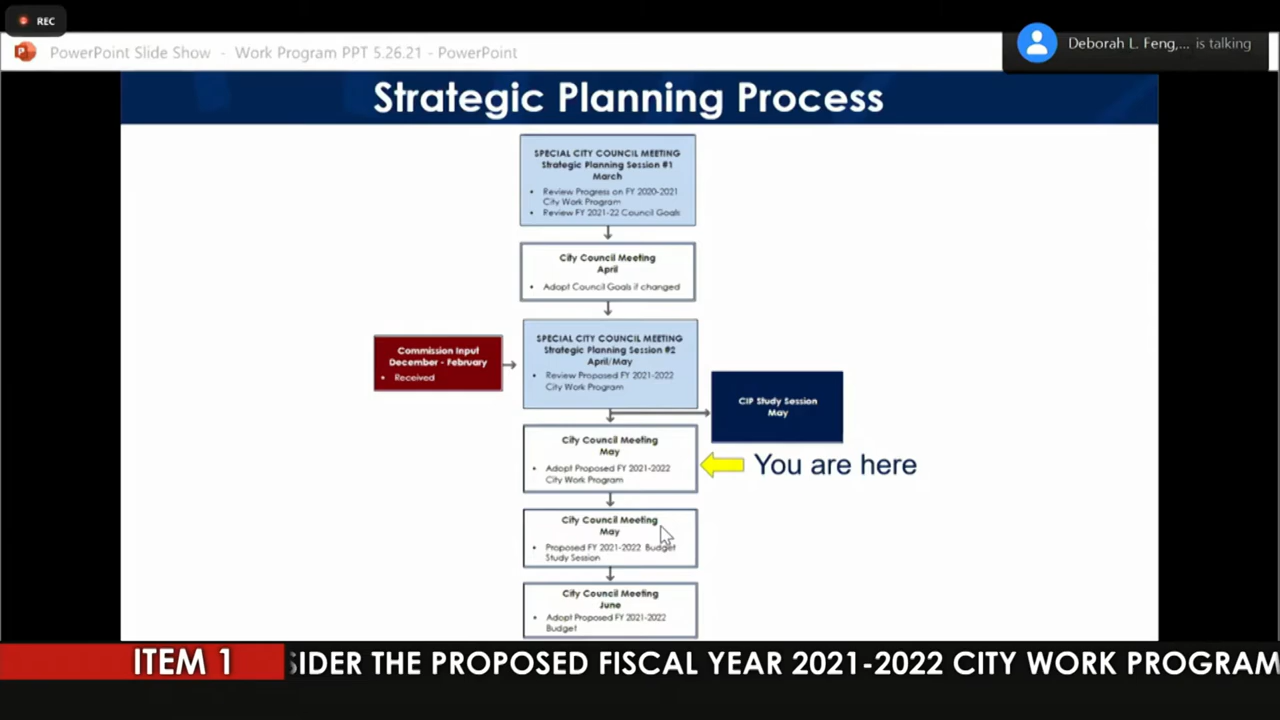 REC
PowerPoint Slide Show - Work Program PPT 5.26.21 - PowerPoint
Deborah L. Feng,... is talking
Strategic Planning Process
SPECIAL CITY COUNCIL MEETING
Strategic Planning Session #1
March
• Review Progress on FY 2020-2021
City Work Program
• Review FY 2021-22 Council Goals
City Council Meeting
April
• Adopt Council Goals if changed
Commission Input
December - February
• Received
SPECIAL CITY COUNCIL MEETING
Strategic Planning Session #2
April/May
• Review Proposed FY 2021-2022
City Work Program
CIP Study Session
May
City Council Meeting
May
• Adopt Proposed FY 2021-2022
City Work Program
You are here
City Council Meeting
May
• Proposed FY 2021-2022 Budget
Study Session
City Council Meeting
June
• Adopt Proposed FY 2021-2022
Budget
ITEM 1
SIDER THE PROPOSED FISCAL YEAR 2021-2022 CITY WORK PROGRAM